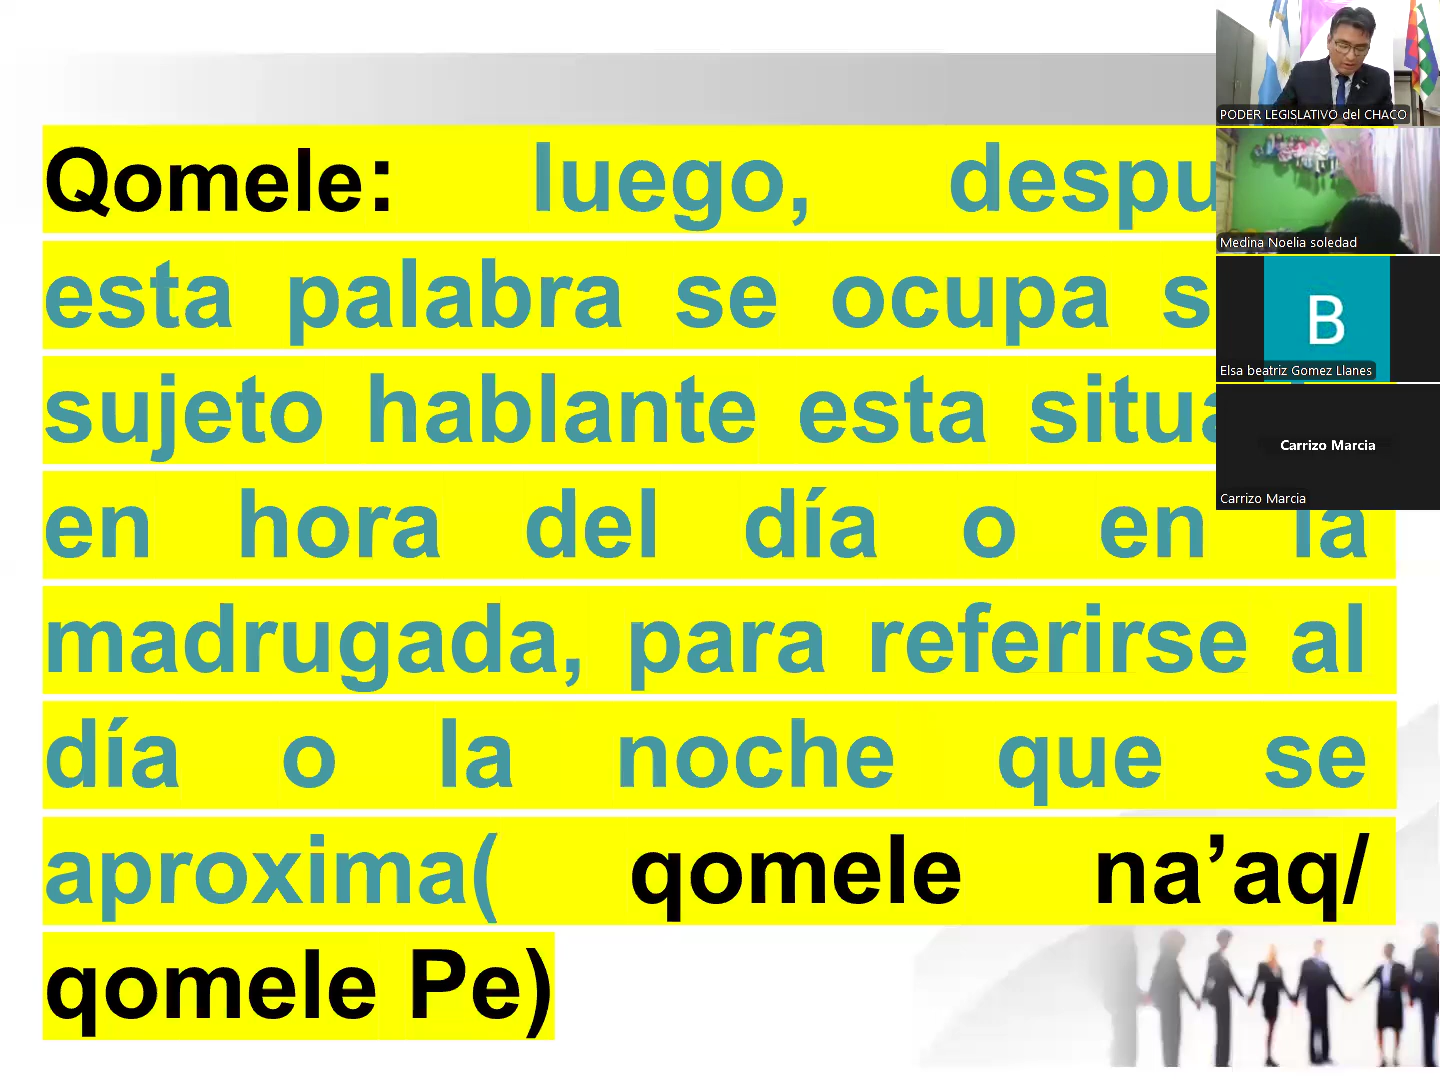 Qomele: luego,
esta palabra se ocupa
sujeto hablante esta
en hora del día o en la
madrugada, para referirse al
día o la noche que se
aproxima( qomele na’aq/
qomele Pe)
PODER LEGISLATIVO del CHACO
Medina Noelia soledad
B
Elsa beatriz Gomez Llanes
Carrizo Marcia
Carrizo Marcia